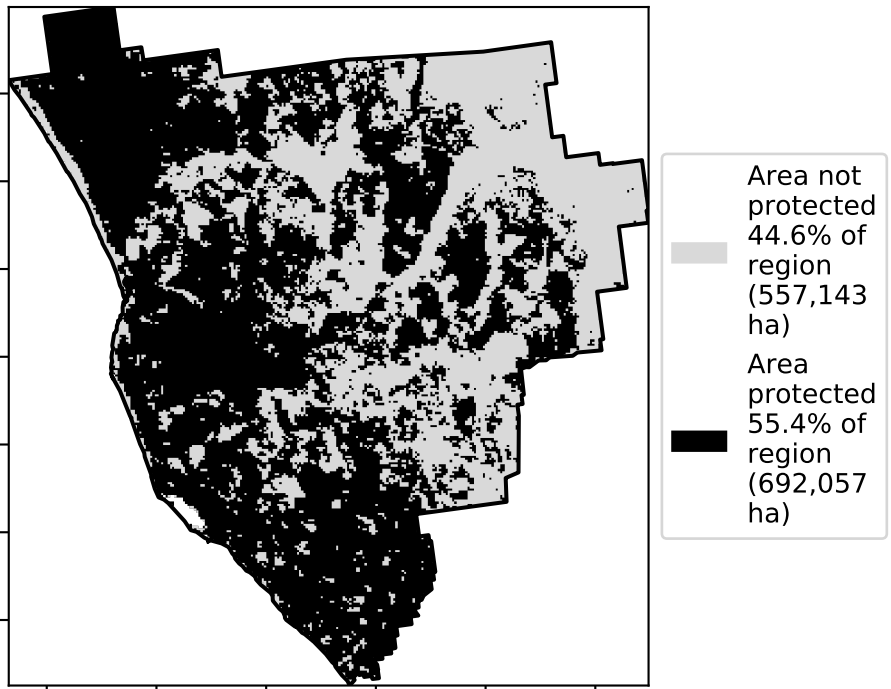 Area not
protected
44.6% of
region
(557,143
ha)
Area
protected
55.4% of
region
(692,057
ha)